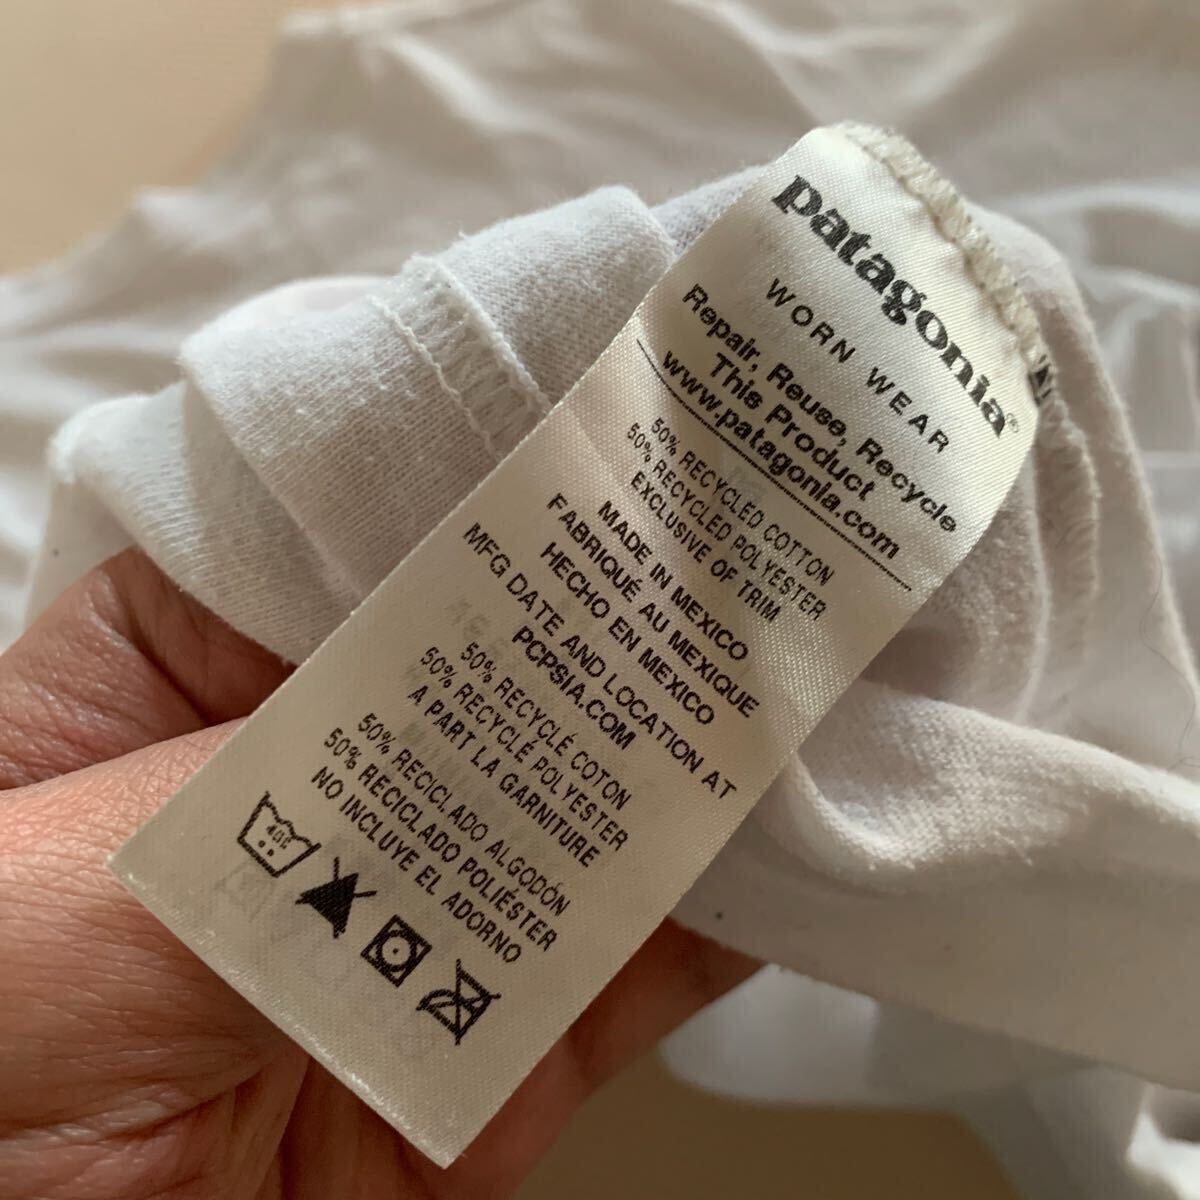 patagonia®
WORN WEAR
Repair, Reuse, Recycle
This Product
www.patagonia.com
50% RECYCLED COTTON
50% RECYCLED POLYESTER
EXCLUSIVE OF TRIM
MADE IN MEXICO
FABRIQUÉ AU MEXIQUE
HECHO EN MEXICO
MFG DATE AND LOCATION AT
PCPSIA.COM
50% RECYCLÉ COTON
50% RECYCLÉ POLYESTER
A PART LA GARNITURE
50% RECICLADO ALGODÓN
50% RECICLADO POLIÉSTER
NO INCLUYE EL ADORNO